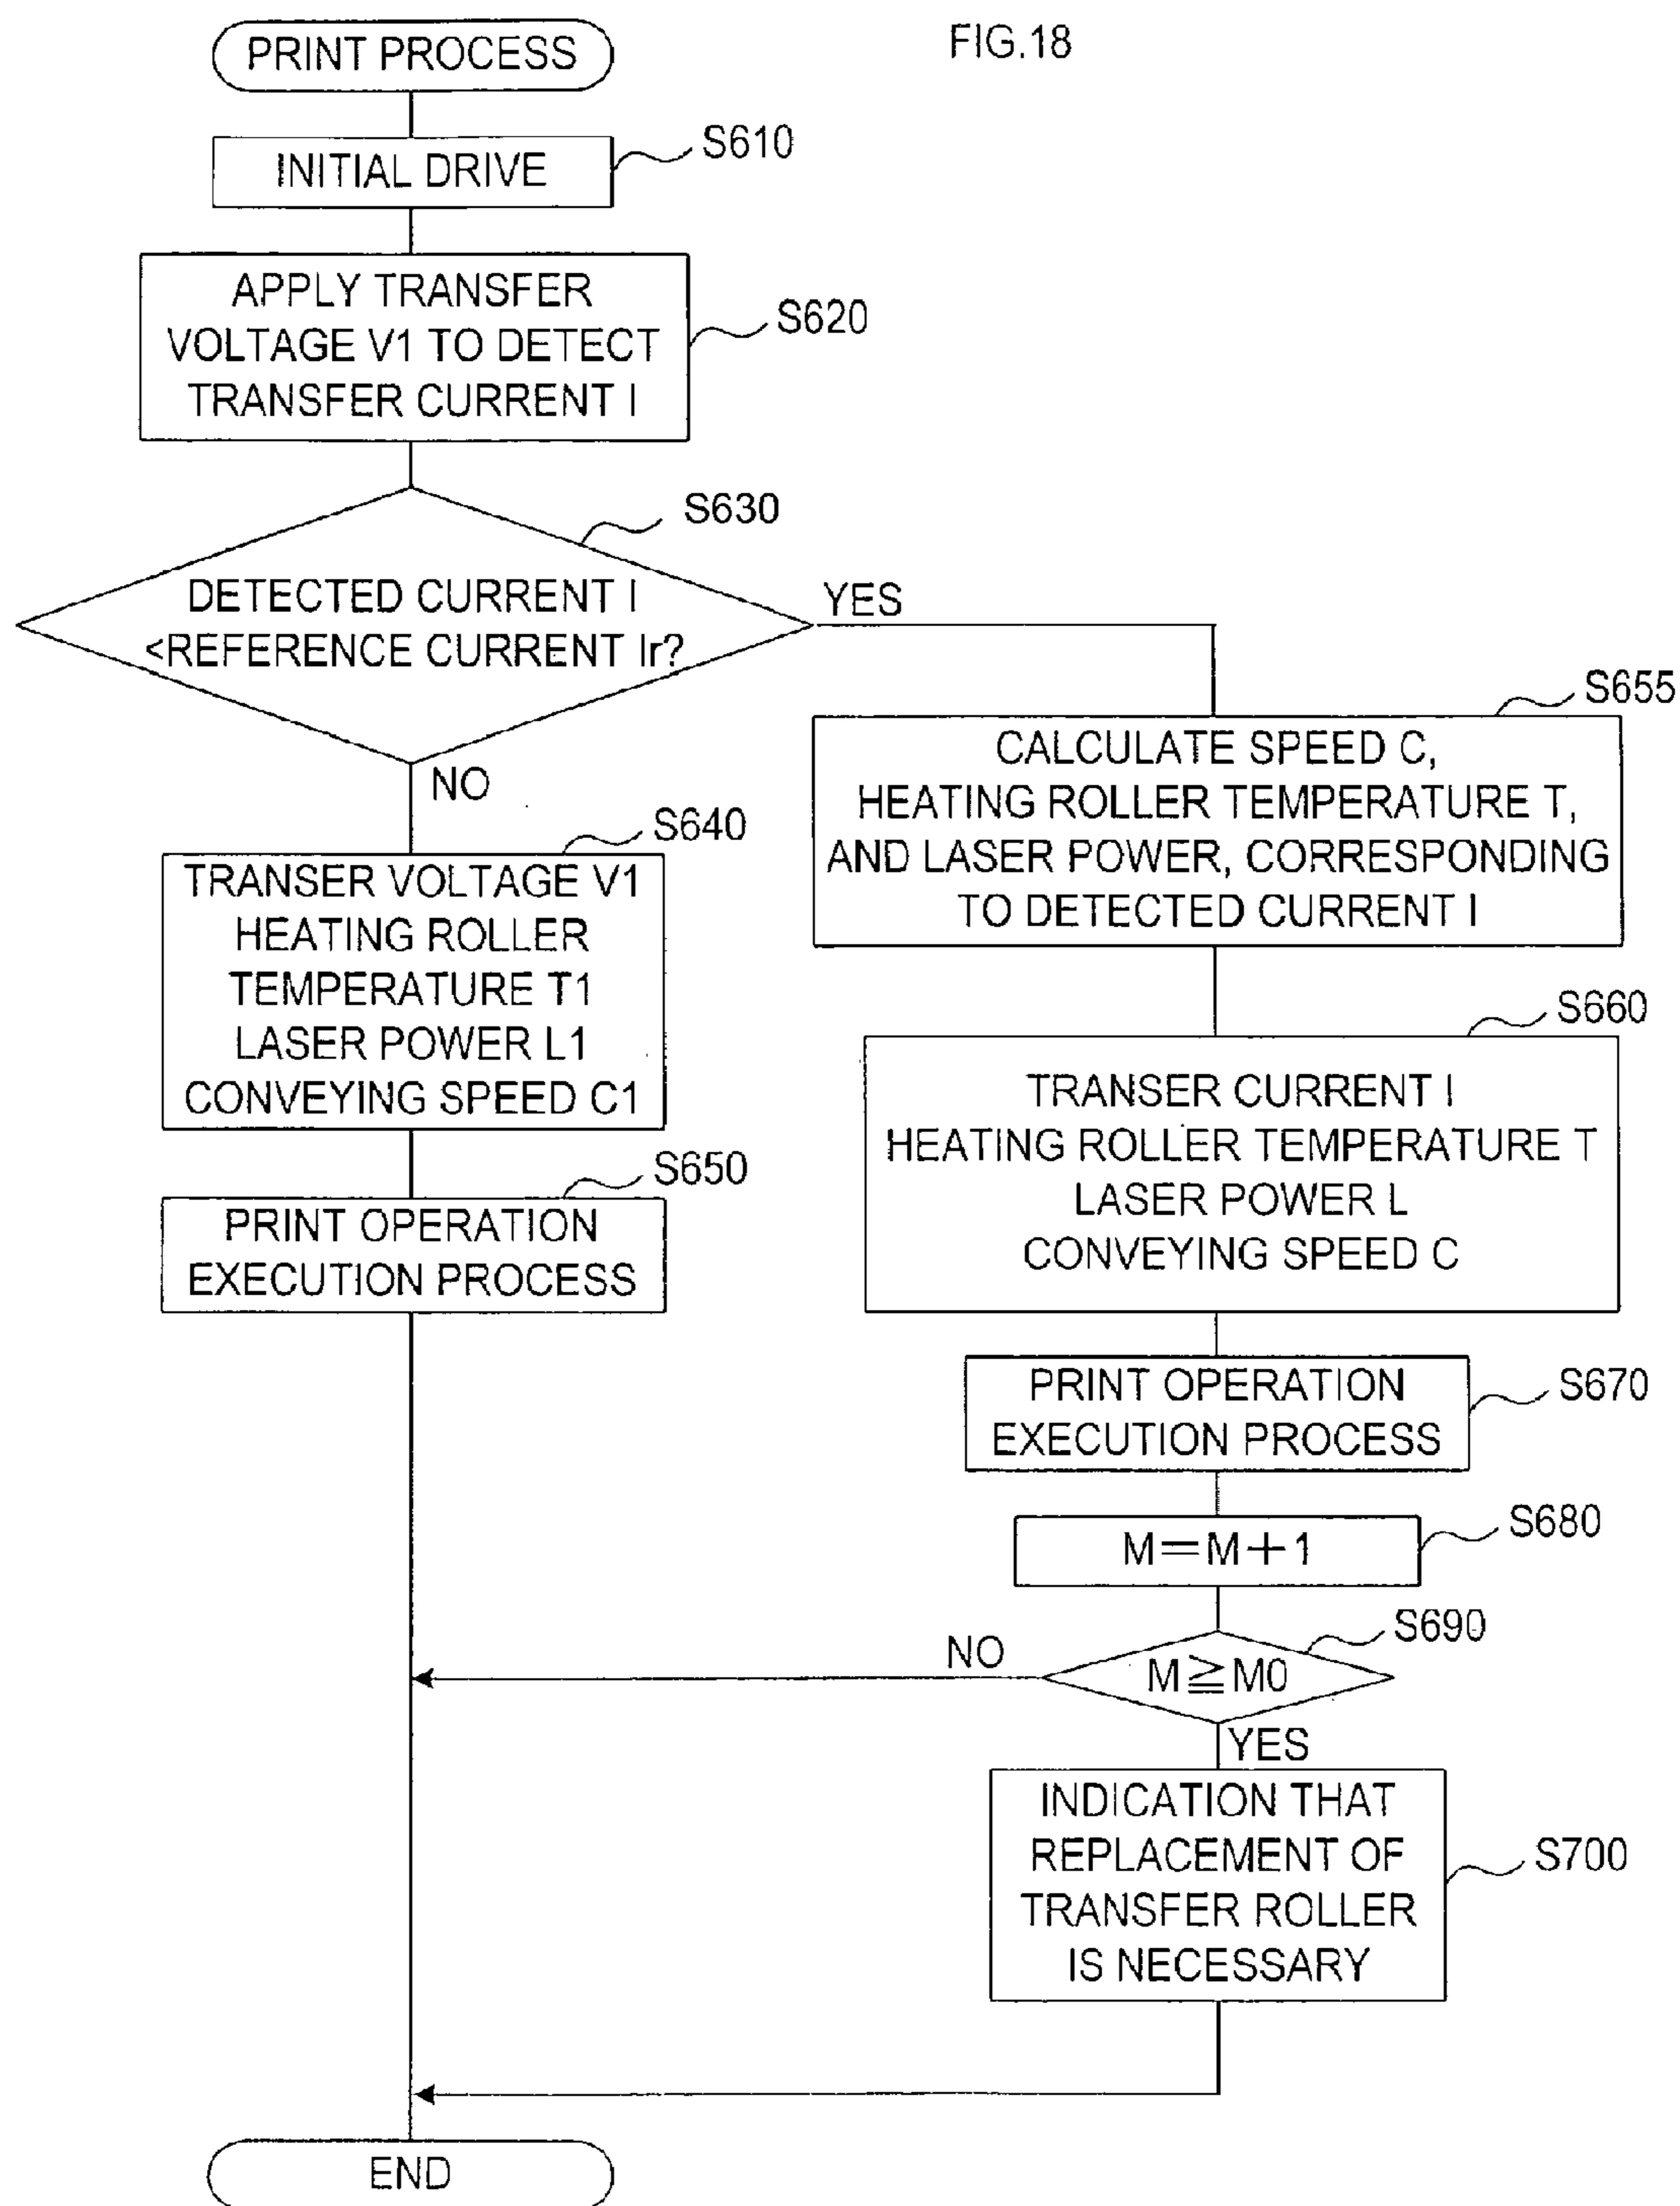 FIG.18
PRINT PROCESS
INITIAL DRIVE
S610
APPLY TRANSFER
VOLTAGE V1 TO DETECT
TRANSFER CURRENT I
S620
S630
DETECTED CURRENT I
<REFERENCE CURRENT Ir?
YES
NO
S640
TRANSER VOLTAGE V1
HEATING ROLLER
TEMPERATURE T1
LASER POWER L1
CONVEYING SPEED C1
S650
PRINT OPERATION
EXECUTION PROCESS
S655
CALCULATE SPEED C,
HEATING ROLLER TEMPERATURE T,
AND LASER POWER, CORRESPONDING
TO DETECTED CURRENT I
S660
TRANSER CURRENT I
HEATING ROLLER TEMPERATURE T
LASER POWER L
CONVEYING SPEED C
PRINT OPERATION
EXECUTION PROCESS
S670
M=M+1
S680
S690
M≧M0
NO
YES
INDICATION THAT
REPLACEMENT OF
TRANSFER ROLLER
IS NECESSARY
S700
END